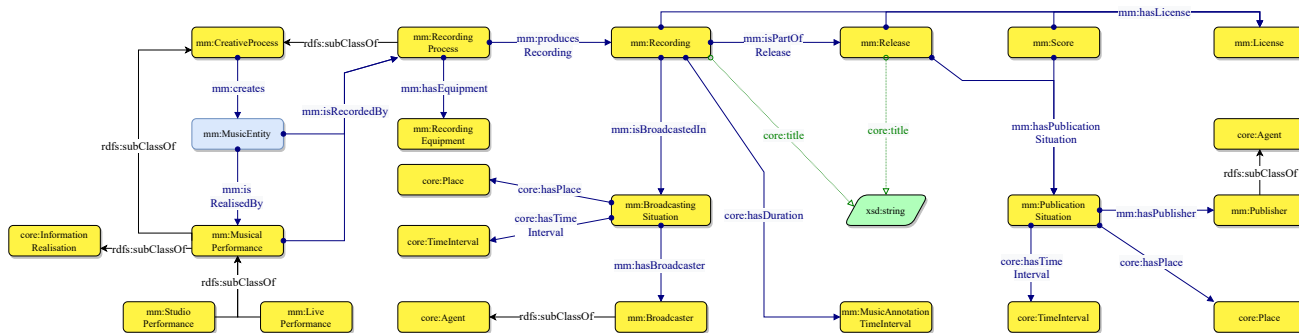 mm:hasLicense
mm:CreativeProcess
rdfs:subClassOf
mm:Recording
Process
mm:produces
Recording
mm:Recording
mm:isPartOf
Release
mm:Release
mm:Score
mm:License
mm:creates
mm:hasEquipment
mm:isRecordedBy
mm:MusicEntity
mm:Recording
Equipment
mm:isBroadcastedIn
core:title
core:title
mm:hasPublication
Situation
core:Agent
rdfs:subClassOf
mm:is
RealisedBy
core:Place
core:hasPlace
rdfs:subClassOf
core:Information
Realisation
rdfs:subClassOf
mm:Musical
Performance
core:hasTime
Interval
core:TimeInterval
mm:Broadcasting
Situation
core:hasDuration
xsd:string
mm:Publication
Situation
mm:hasPublisher
mm:Publisher
rdfs:subClassOf
mm:hasBroadcaster
core:hasTime
Interval
core:hasPlace
mm:Studio
Performance
mm:Live
Performance
core:Agent
rdfs:subClassOf
mm:Broadcaster
mm:MusicAnnotation
TimeInterval
core:TimeInterval
core:Place